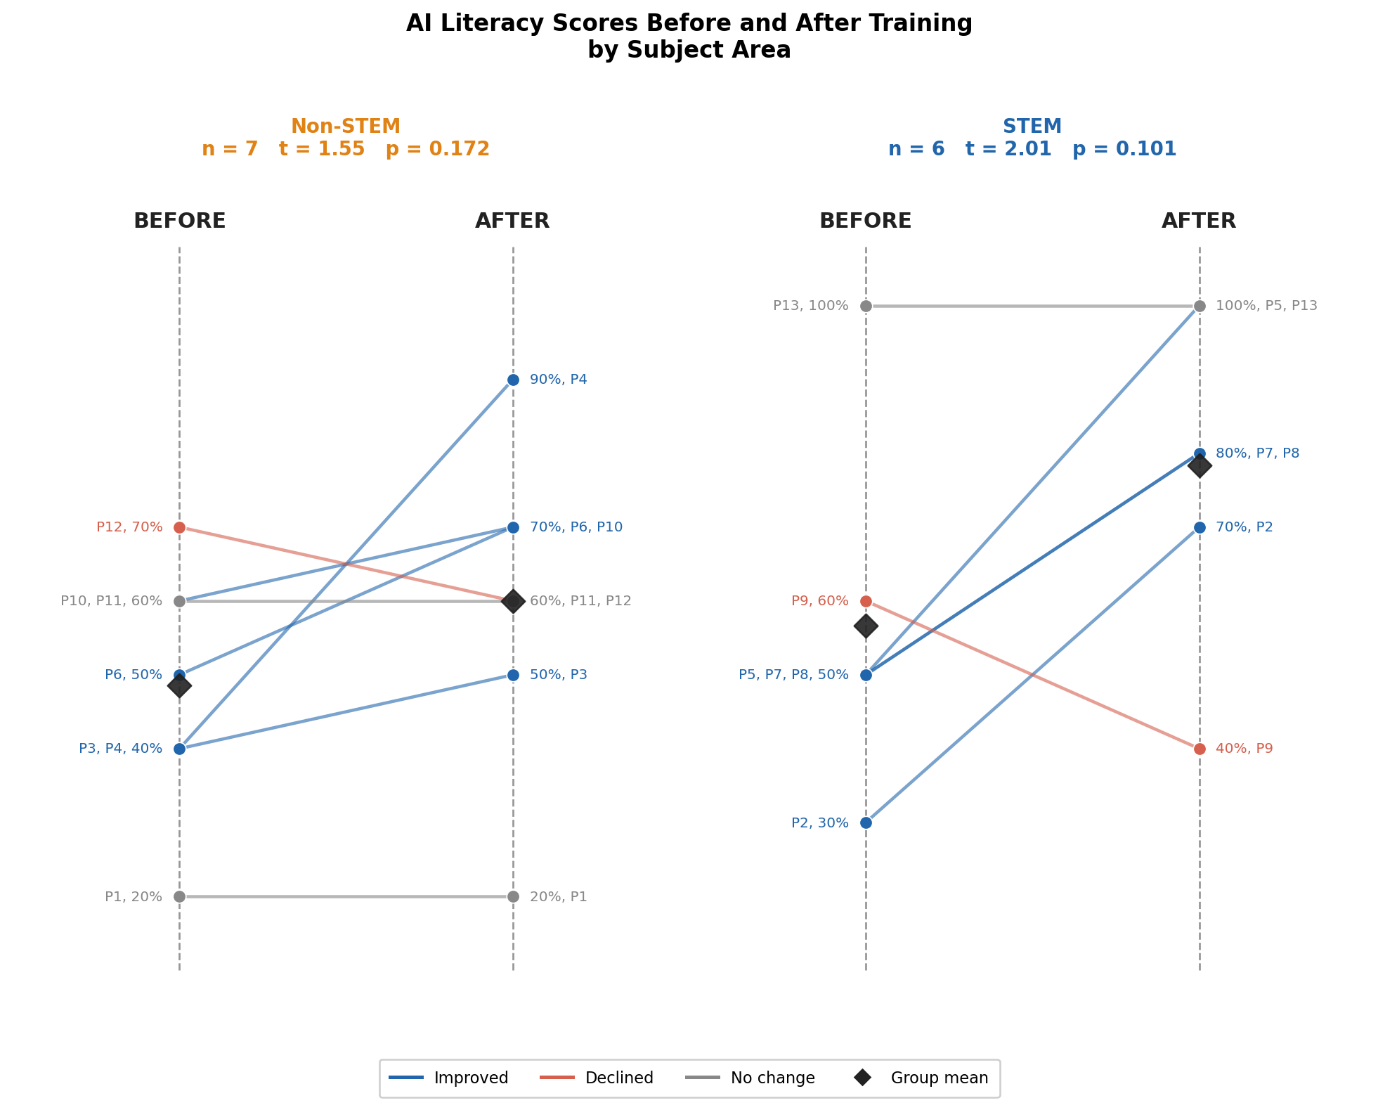 AI Literacy Scores Before and After Training
by Subject Area
Non-STEM
n = 7   t = 1.55   p = 0.172
BEFORE
AFTER
90%, P4
P12, 70%
70%, P6, P10
P10, P11, 60%
60%, P11, P12
P6, 50%
50%, P3
P3, P4, 40%
P1, 20%
20%, P1
STEM
n = 6   t = 2.01   p = 0.101
BEFORE
AFTER
P13, 100%
100%, P5, P13
80%, P7, P8
70%, P2
P9, 60%
P5, P7, P8, 50%
40%, P9
P2, 30%
Improved
Declined
No change
Group mean